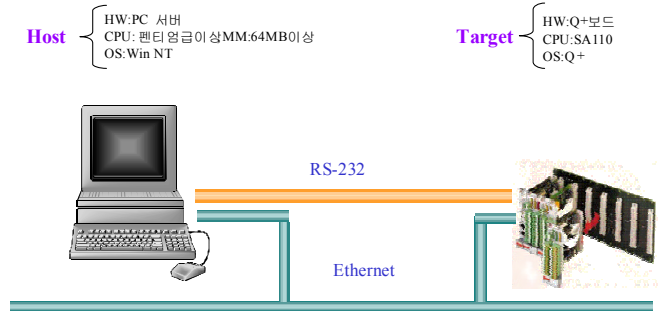 Host
HW:PC 서버
CPU: 펜티엄급이상MM:64MB이상
OS:Win NT
Target
HW:Q+보드
CPU:SA110
OS:Q+
RS-232
Ethernet